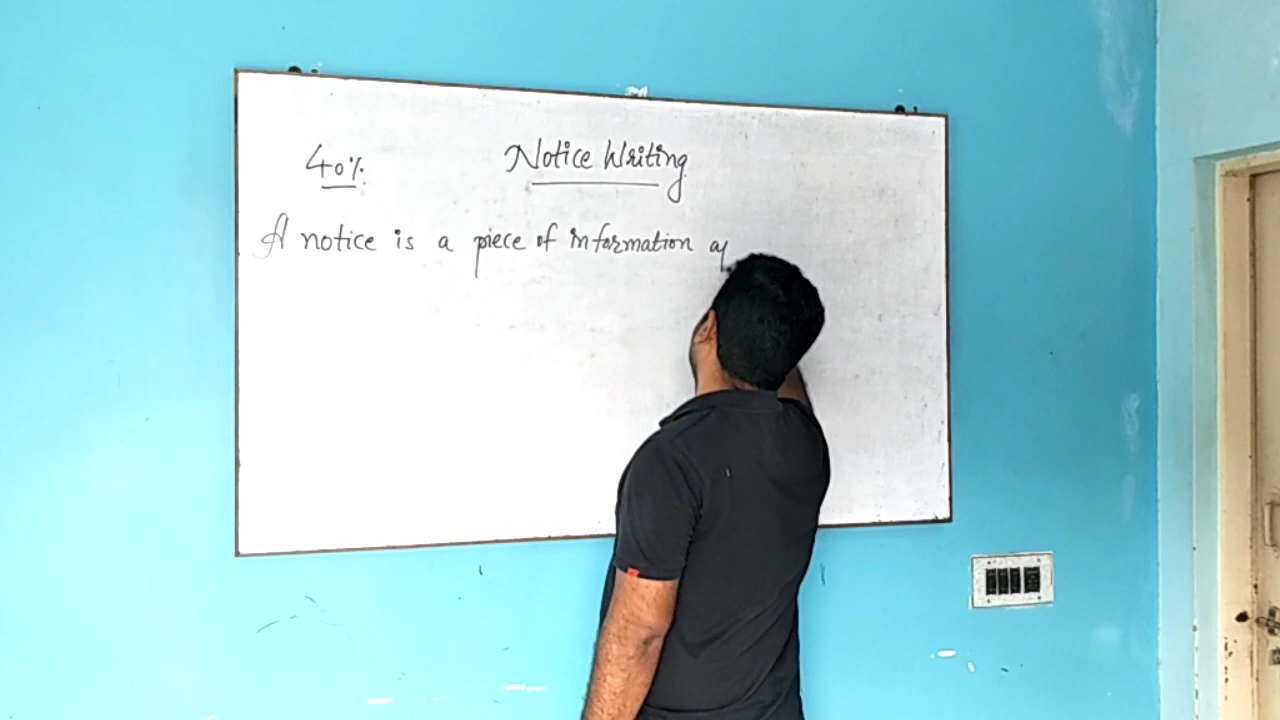 40%
Notice Writing
A notice is a piece of information